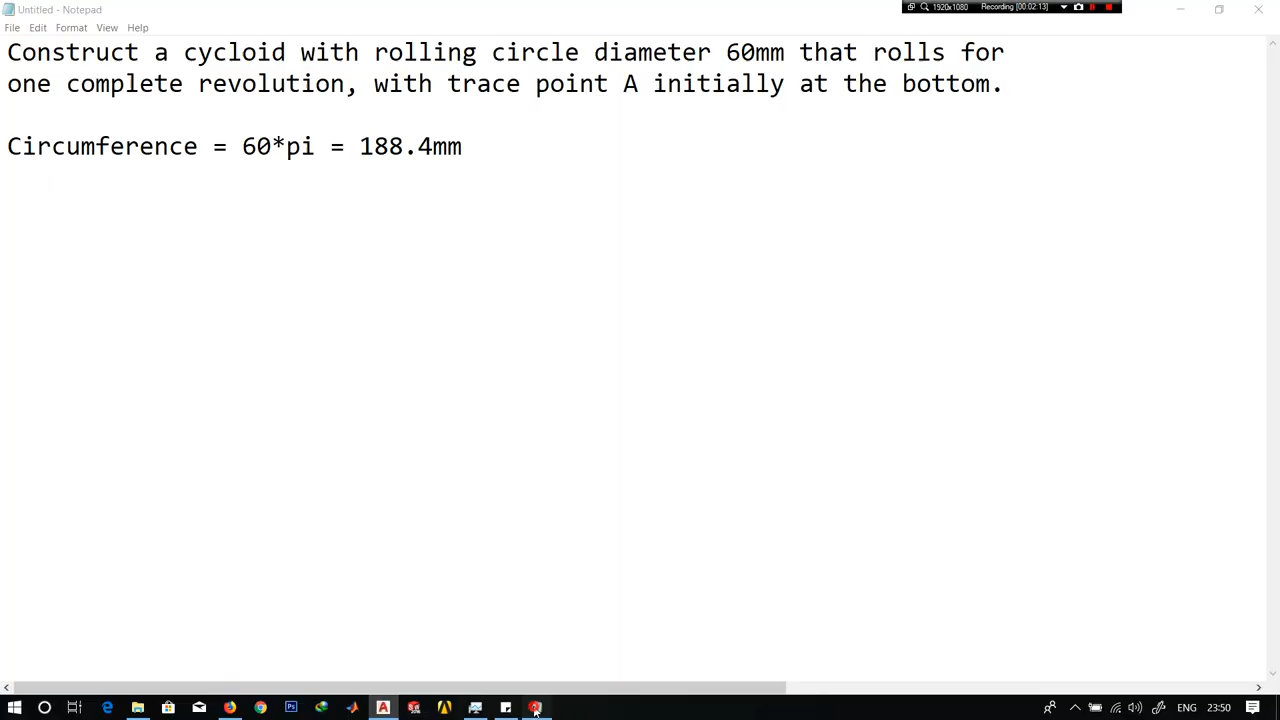 Untitled - Notepad
1920x1080 Recording [00:02:13]
File Edit Format View Help
Construct a cycloid with rolling circle diameter 60mm that rolls for
one complete revolution, with trace point A initially at the bottom.
Circumference = 60*pi = 188.4mm
ENG 23:50